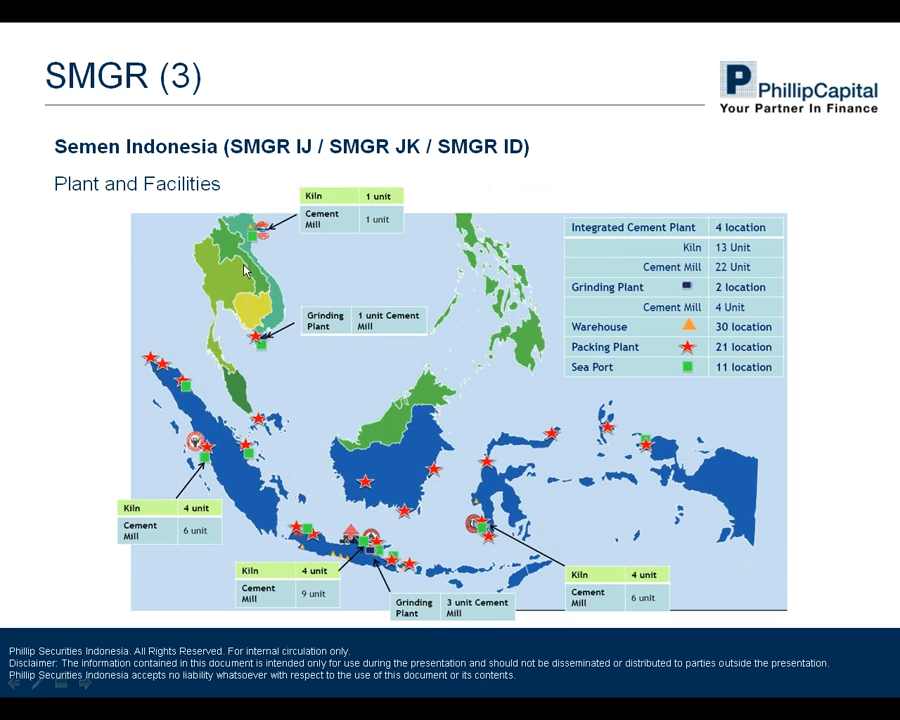 SMGR (3)
P PhillipCapital
Your Partner In Finance
Semen Indonesia (SMGR IJ / SMGR JK / SMGR ID)
Plant and Facilities
Kiln 1 unit
Cement Mill 1 unit
Integrated Cement Plant 4 location
Kiln 13 Unit
Cement Mill 22 Unit
Grinding Plant 2 location
Cement Mill 4 Unit
Warehouse 30 location
Packing Plant 21 location
Sea Port 11 location
Grinding Plant 1 unit Cement Mill
Kiln 4 unit
Cement Mill 6 unit
Kiln 4 unit
Cement Mill 9 unit
Grinding Plant 3 unit Cement Mill
Kiln 4 unit
Cement Mill 6 unit
Phillip Securities Indonesia. All Rights Reserved. For internal circulation only.
Disclaimer: The information contained in this document is intended only for use during the presentation and should not be disseminated or distributed to parties outside the presentation.
Phillip Securities Indonesia accepts no liability whatsoever with respect to the use of this document or its contents.